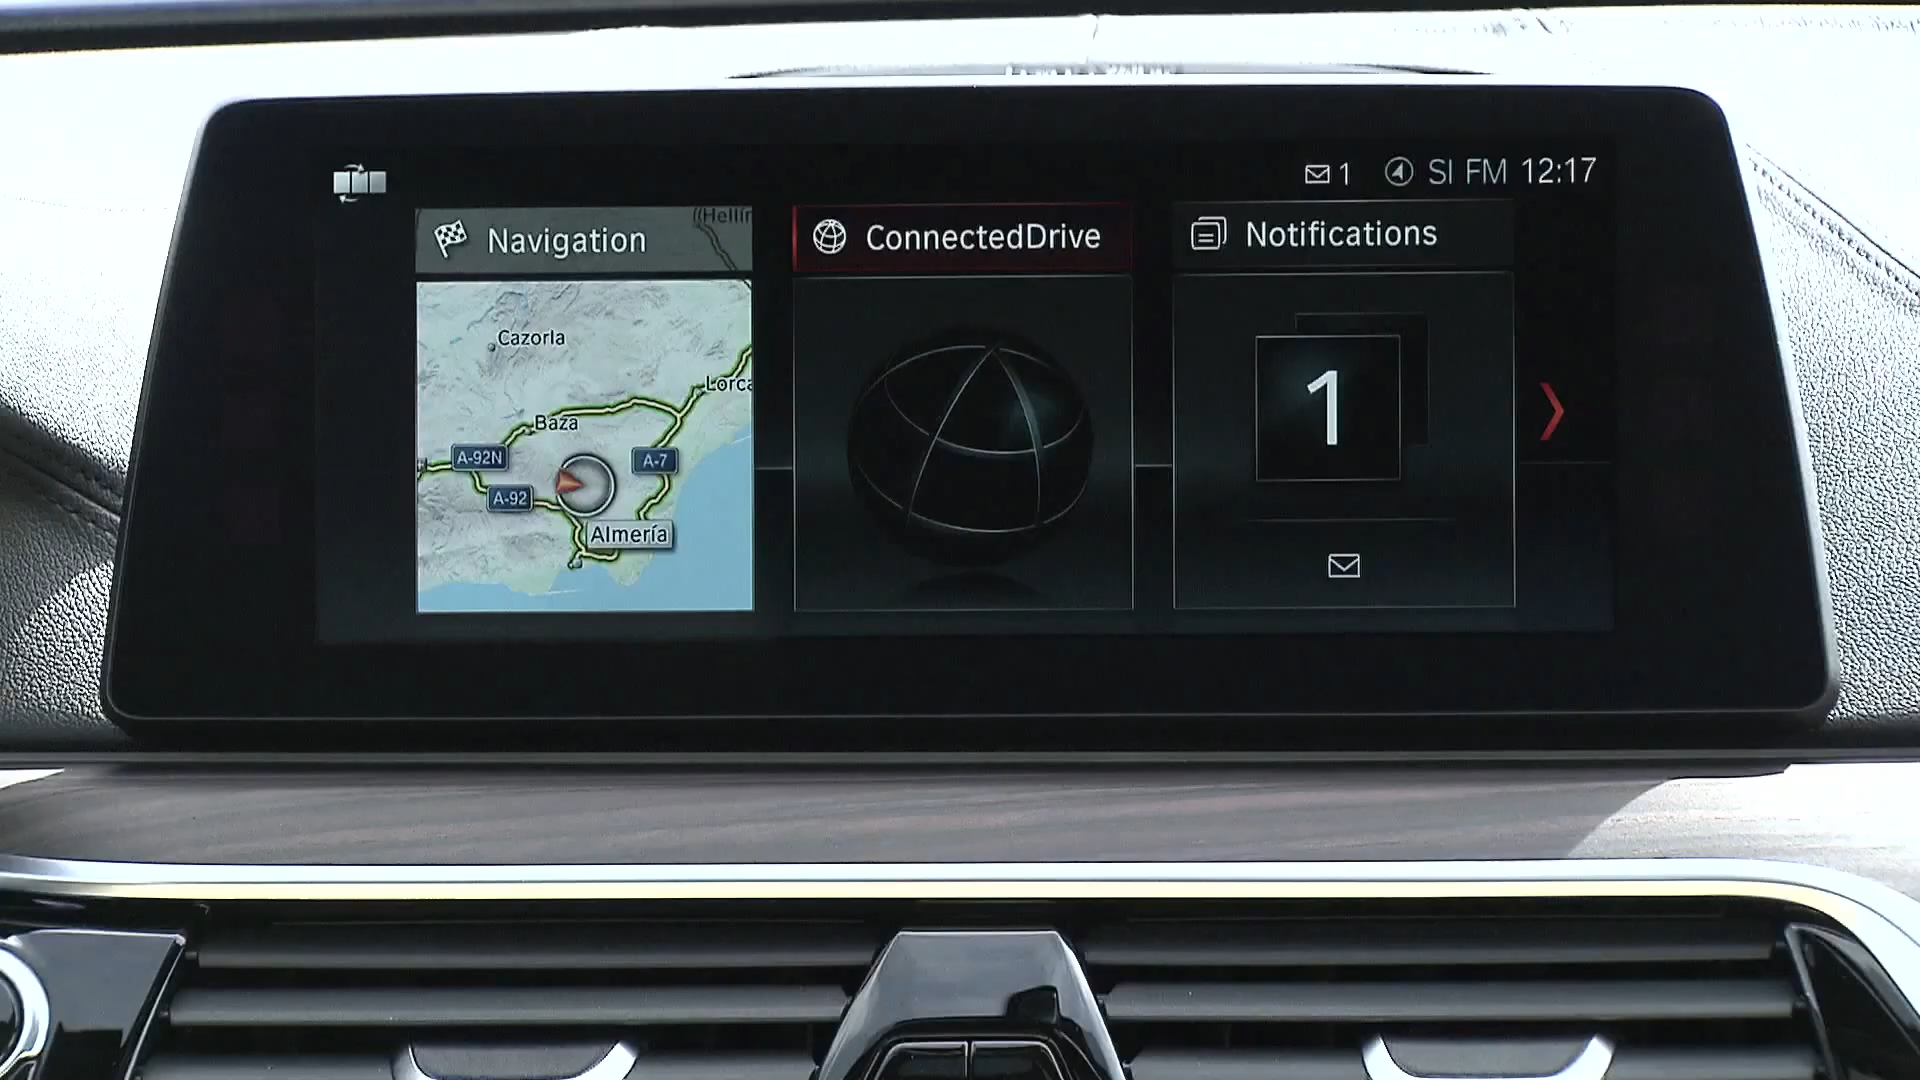 1 SI FM 12:17
Navigation
ConnectedDrive
Notifications
Cazorla
Lorca
Baza
A-92N
A-7
A-92
Almería
1